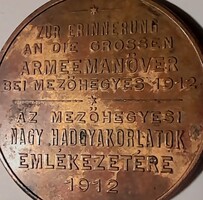 ZUR ERINNERUNG
AN DIE GROSSEN
ARMEEMANÖVER
BEI MEZÖHEGYES 1912
AZ MEZÖHEGYESI
NAGY HADGYAKORLATOK
EMLÉKEZETÉRE
1912